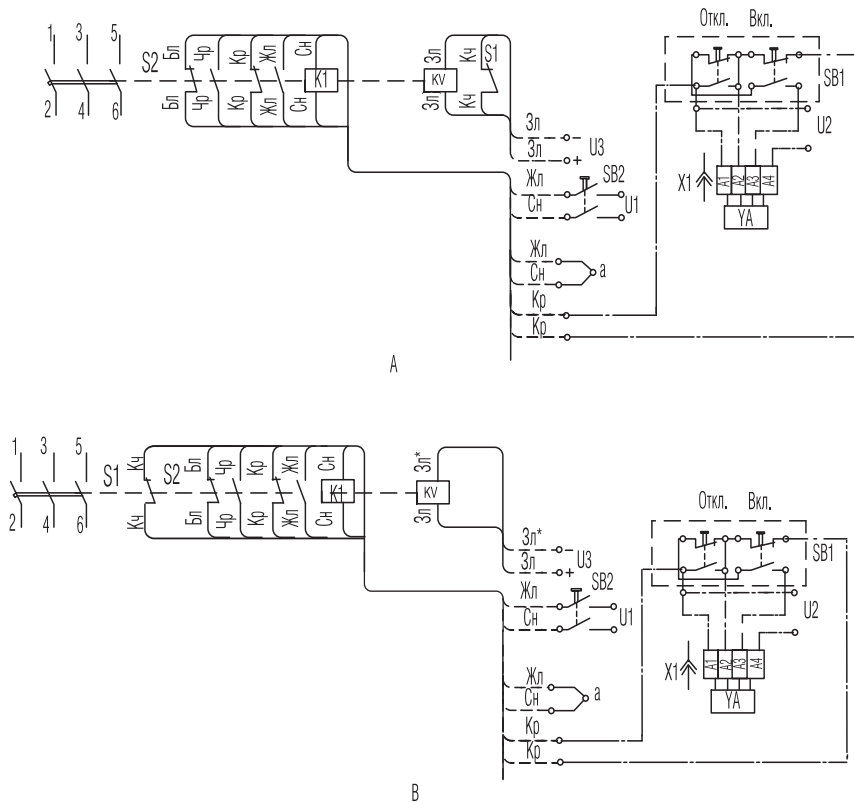 1 3 5
S2
Бл Чр Кр Жл Сн
K1
Зл
KV
Зл
Кч S1
Бл Чр Кр Жл Сн
Кч
2 4 6
Откл. Вкл.
SB1
U2
Зл –
U3
Зл +
Жл SB2
Сн U1
X1 A1 A2 A3 A4
YA
Жл
а
Сн
Кр
Кр
А
1 3 5
S1 S2
Кч Бл Чр Кр Жл Сн
K1
Зл*
KV
Зл
Кч Бл Чр Кр Жл Сн
2 4 6
Откл. Вкл.
SB1
U2
Зл* –
U3
Зл +
Жл SB2
Сн U1
X1 A1 A2 A3 A4
YA
Жл
а
Сн
Кр
Кр
В